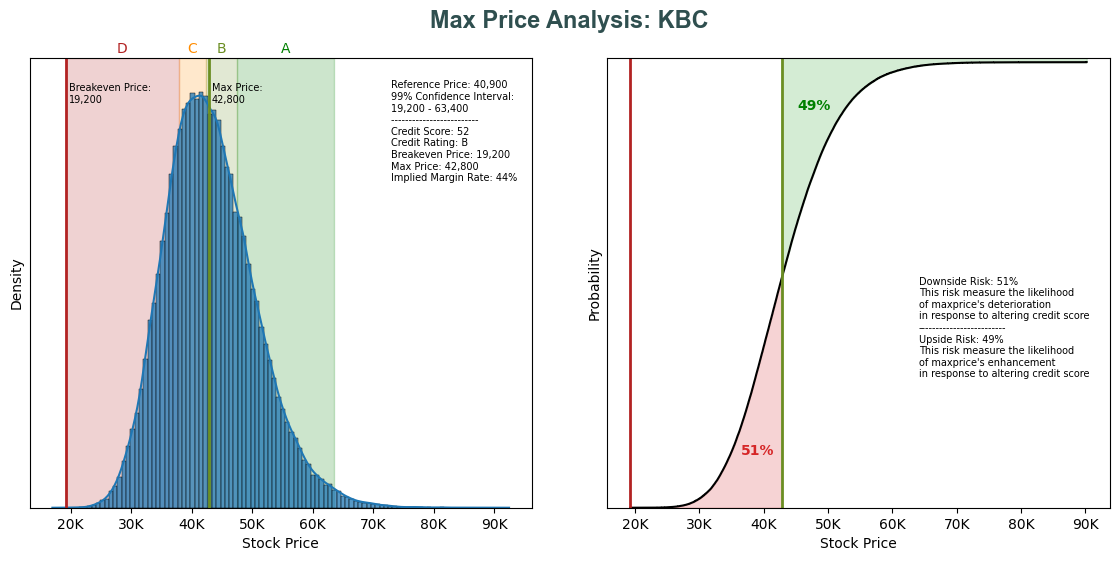 Max Price Analysis: KBC
D
C
B
A
Breakeven Price:
19,200
Max Price:
42,800
Reference Price: 40,900
99% Confidence Interval:
19,200 - 63,400
-------------------------
Credit Score: 52
Credit Rating: B
Breakeven Price: 19,200
Max Price: 42,800
Implied Margin Rate: 44%
Density
20K
30K
40K
50K
60K
70K
80K
90K
Stock Price
49%
51%
Downside Risk: 51%
This risk measure the likelihood
of maxprice's deterioration
in response to altering credit score
-------------------------
Upside Risk: 49%
This risk measure the likelihood
of maxprice's enhancement
in response to altering credit score
Probability
20K
30K
40K
50K
60K
70K
80K
90K
Stock Price